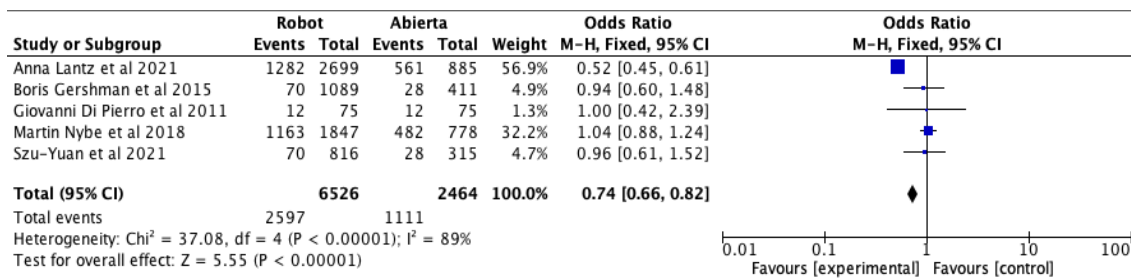 Robot Abierta Odds Ratio Odds Ratio
Study or Subgroup Events Total Events Total Weight M-H, Fixed, 95% CI M-H, Fixed, 95% CI
Anna Lantz et al 2021 1282 2699 561 885 56.9% 0.52 [0.45, 0.61]
Boris Gershman et al 2015 70 1089 28 411 4.9% 0.94 [0.60, 1.48]
Giovanni Di Pierro et al 2011 12 75 12 75 1.3% 1.00 [0.42, 2.39]
Martin Nybe et al 2018 1163 1847 482 778 32.2% 1.04 [0.88, 1.24]
Szu-Yuan et al 2021 70 816 28 315 4.7% 0.96 [0.61, 1.52]
Total (95% CI) 6526 2464 100.0% 0.74 [0.66, 0.82]
Total events 2597 1111
Heterogeneity: Chi² = 37.08, df = 4 (P < 0.00001); I² = 89%
Test for overall effect: Z = 5.55 (P < 0.00001)
0.01 0.1 1 10 100
Favours [experimental] Favours [control]